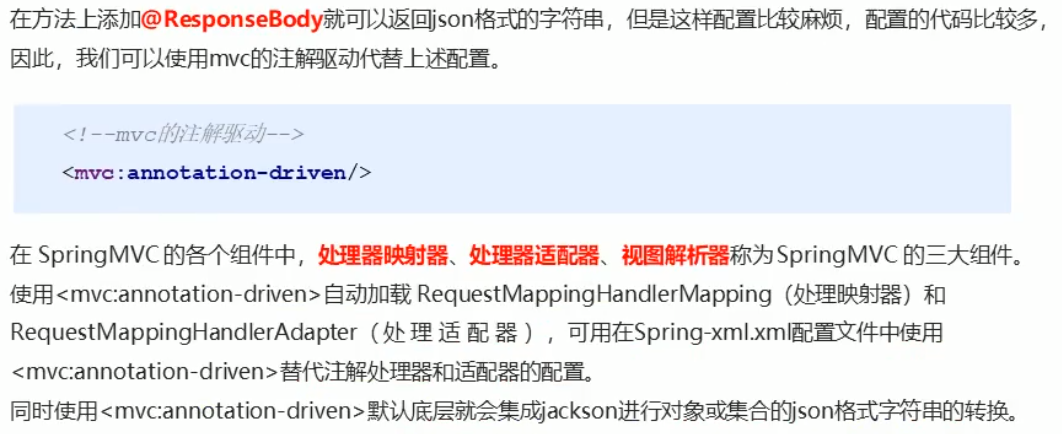 在方法上添加@ResponseBody就可以返回json格式的字符串，但是这样配置比较麻烦，配置的代码比较多，
因此，我们可以使用mvc的注解驱动代替上述配置。
<!--mvc的注解驱动-->
<mvc:annotation-driven/>
在 SpringMVC 的各个组件中，处理器映射器、处理器适配器、视图解析器称为 SpringMVC 的三大组件。
使用<mvc:annotation-driven>自动加载 RequestMappingHandlerMapping（处理映射器）和
RequestMappingHandlerAdapter（ 处 理 适 配 器 ），可用在Spring-xml.xml配置文件中使用
<mvc:annotation-driven>替代注解处理器和适配器的配置。
同时使用<mvc:annotation-driven>默认底层就会集成jackson进行对象或集合的json格式字符串的转换。